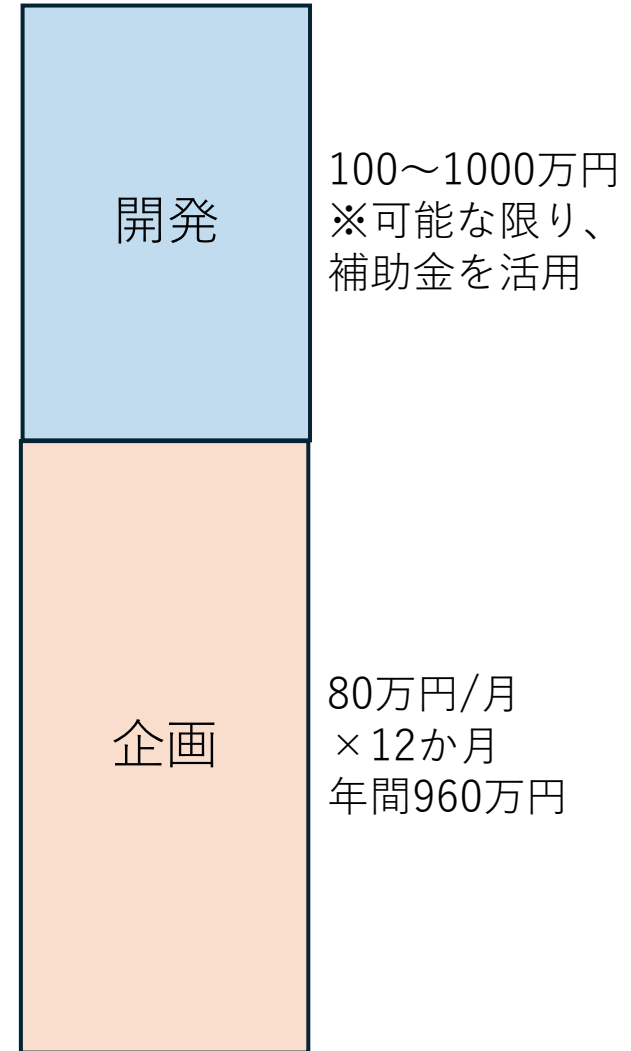 開発
100～1000万円
※可能な限り、
補助金を活用
企画
80万円/月
×12か月
年間960万円